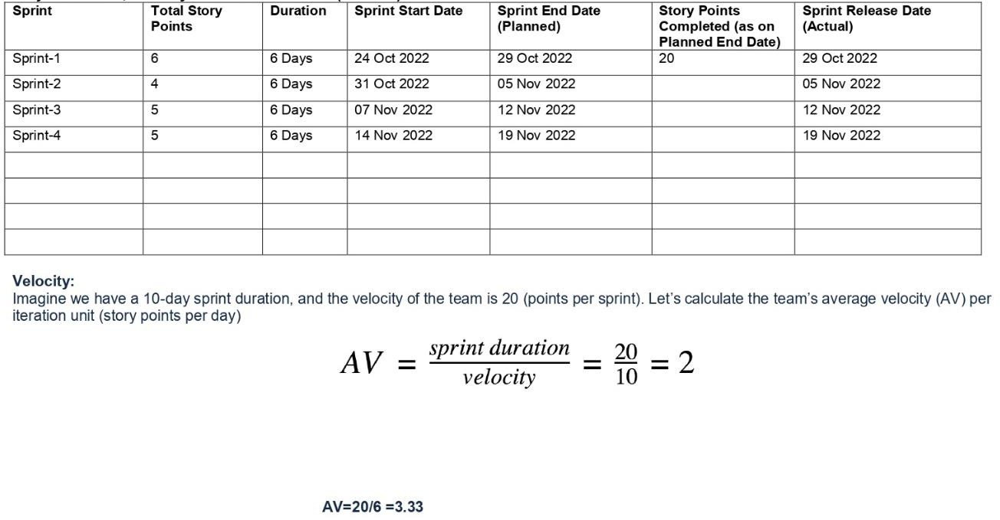 Sprint Total Story Points Duration Sprint Start Date Sprint End Date (Planned) Story Points Completed (as on Planned End Date) Sprint Release Date (Actual)
Sprint-1 6 6 Days 24 Oct 2022 29 Oct 2022 20 29 Oct 2022
Sprint-2 4 6 Days 31 Oct 2022 05 Nov 2022 05 Nov 2022
Sprint-3 5 6 Days 07 Nov 2022 12 Nov 2022 12 Nov 2022
Sprint-4 5 6 Days 14 Nov 2022 19 Nov 2022 19 Nov 2022
Velocity:
Imagine we have a 10-day sprint duration, and the velocity of the team is 20 (points per sprint). Let’s calculate the team’s average velocity (AV) per
iteration unit (story points per day)
AV = sprint duration / velocity = 20 / 10 = 2
AV=20/6 =3.33